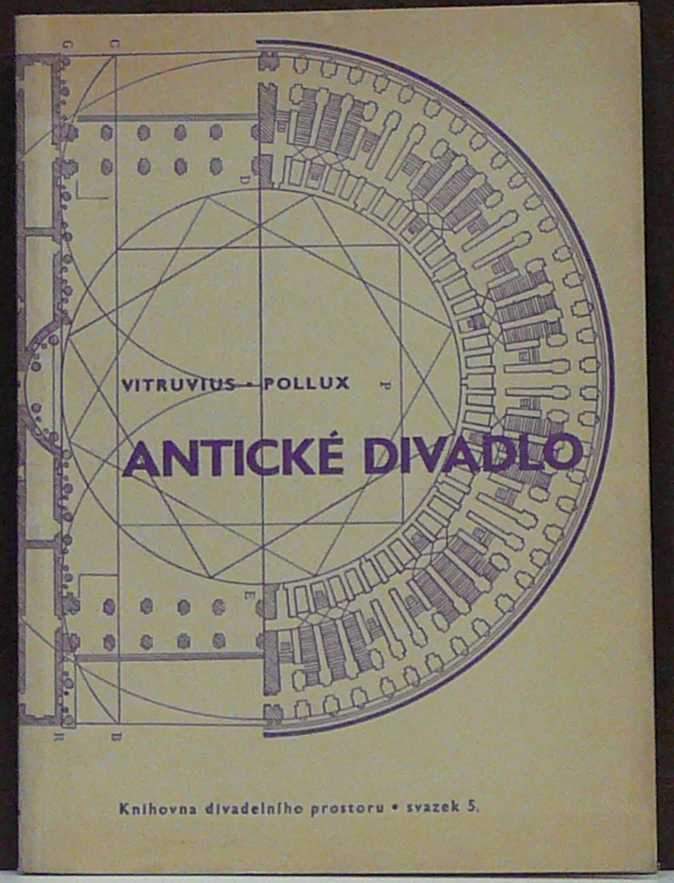 G C
D
VITRUVIUS - POLLUX P
ANTICKÉ DIVADLO
E
R B
Knihovna divadelního prostoru • svazek 5.